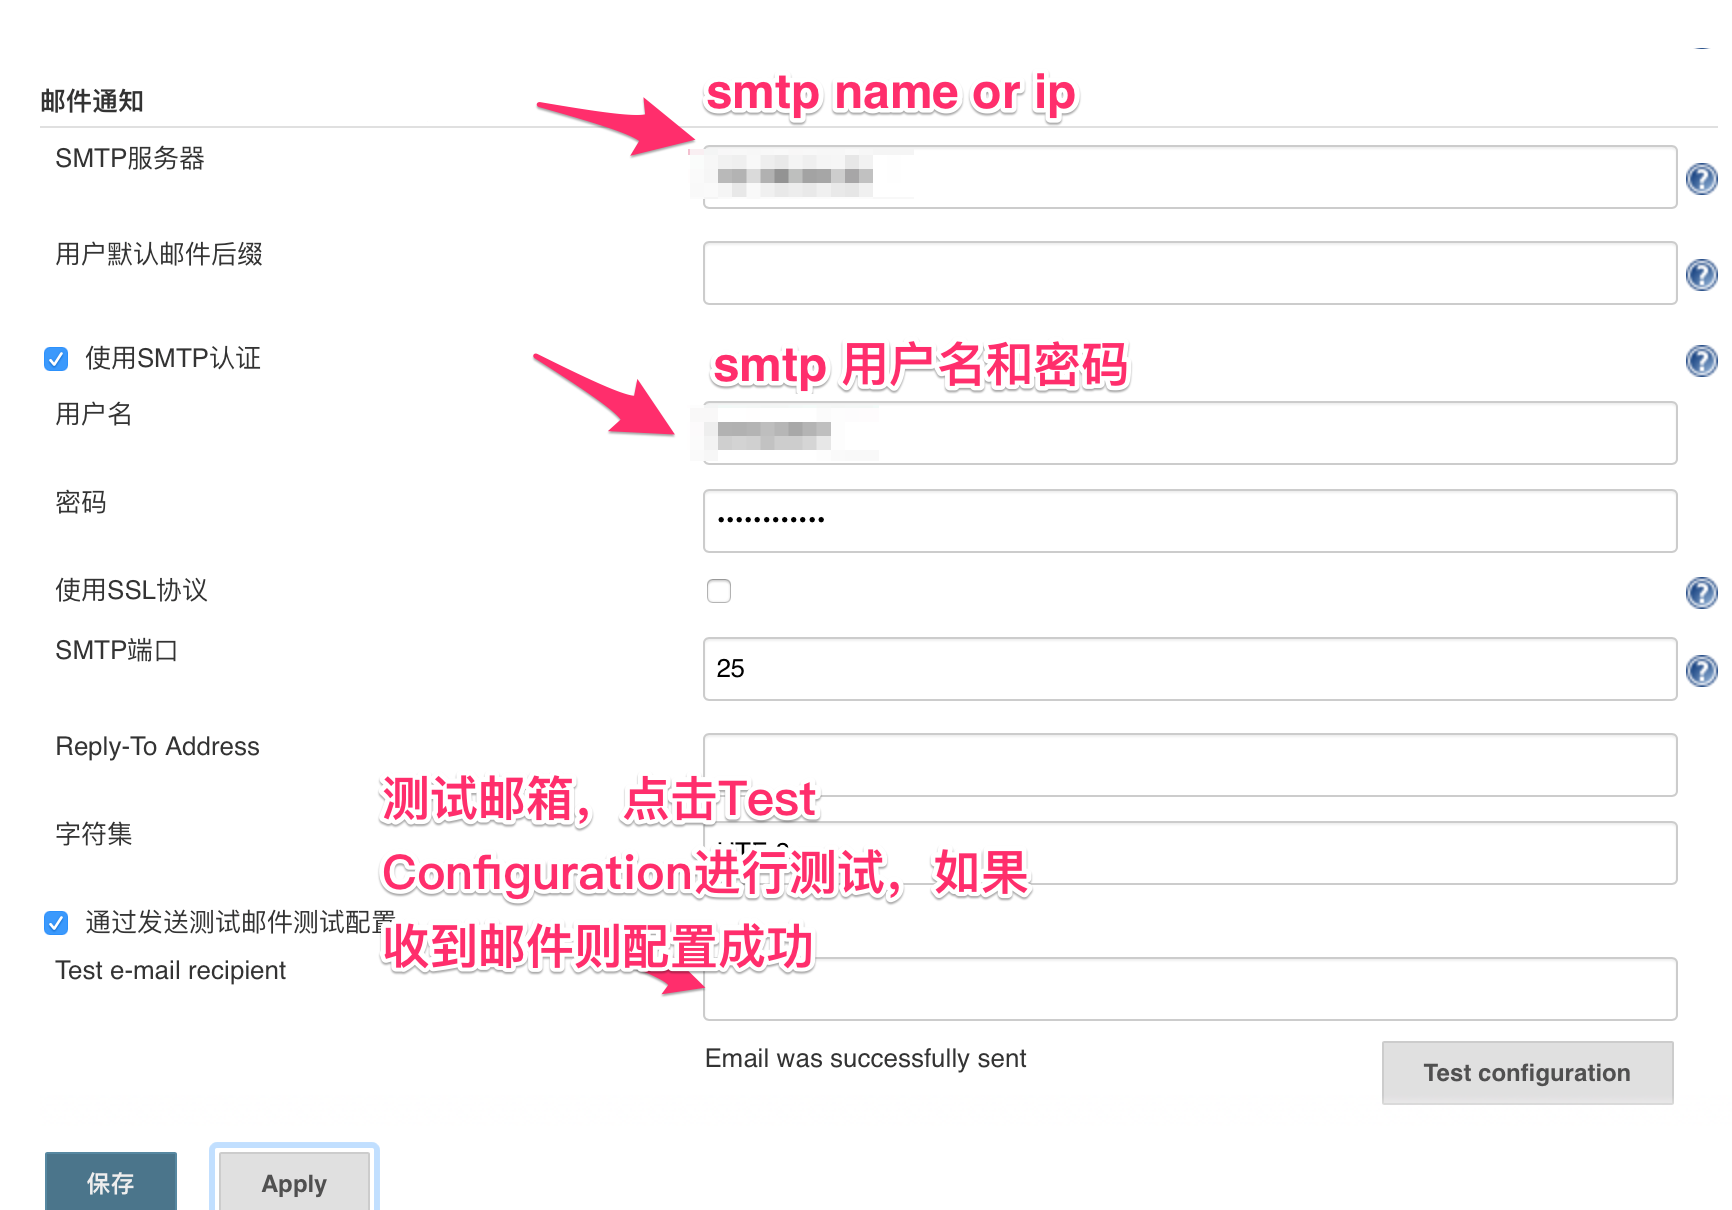 smtp name or ip
邮件通知
SMTP服务器
用户默认邮件后缀
使用SMTP认证
smtp 用户名和密码
用户名
密码
使用SSL协议
SMTP端口
25
Reply-To Address
测试邮箱，点击Test
字符集
Configuration进行测试，如果
通过发送测试邮件测试配置
收到邮件则配置成功
Test e-mail recipient
Email was successfully sent
Test configuration
保存
Apply